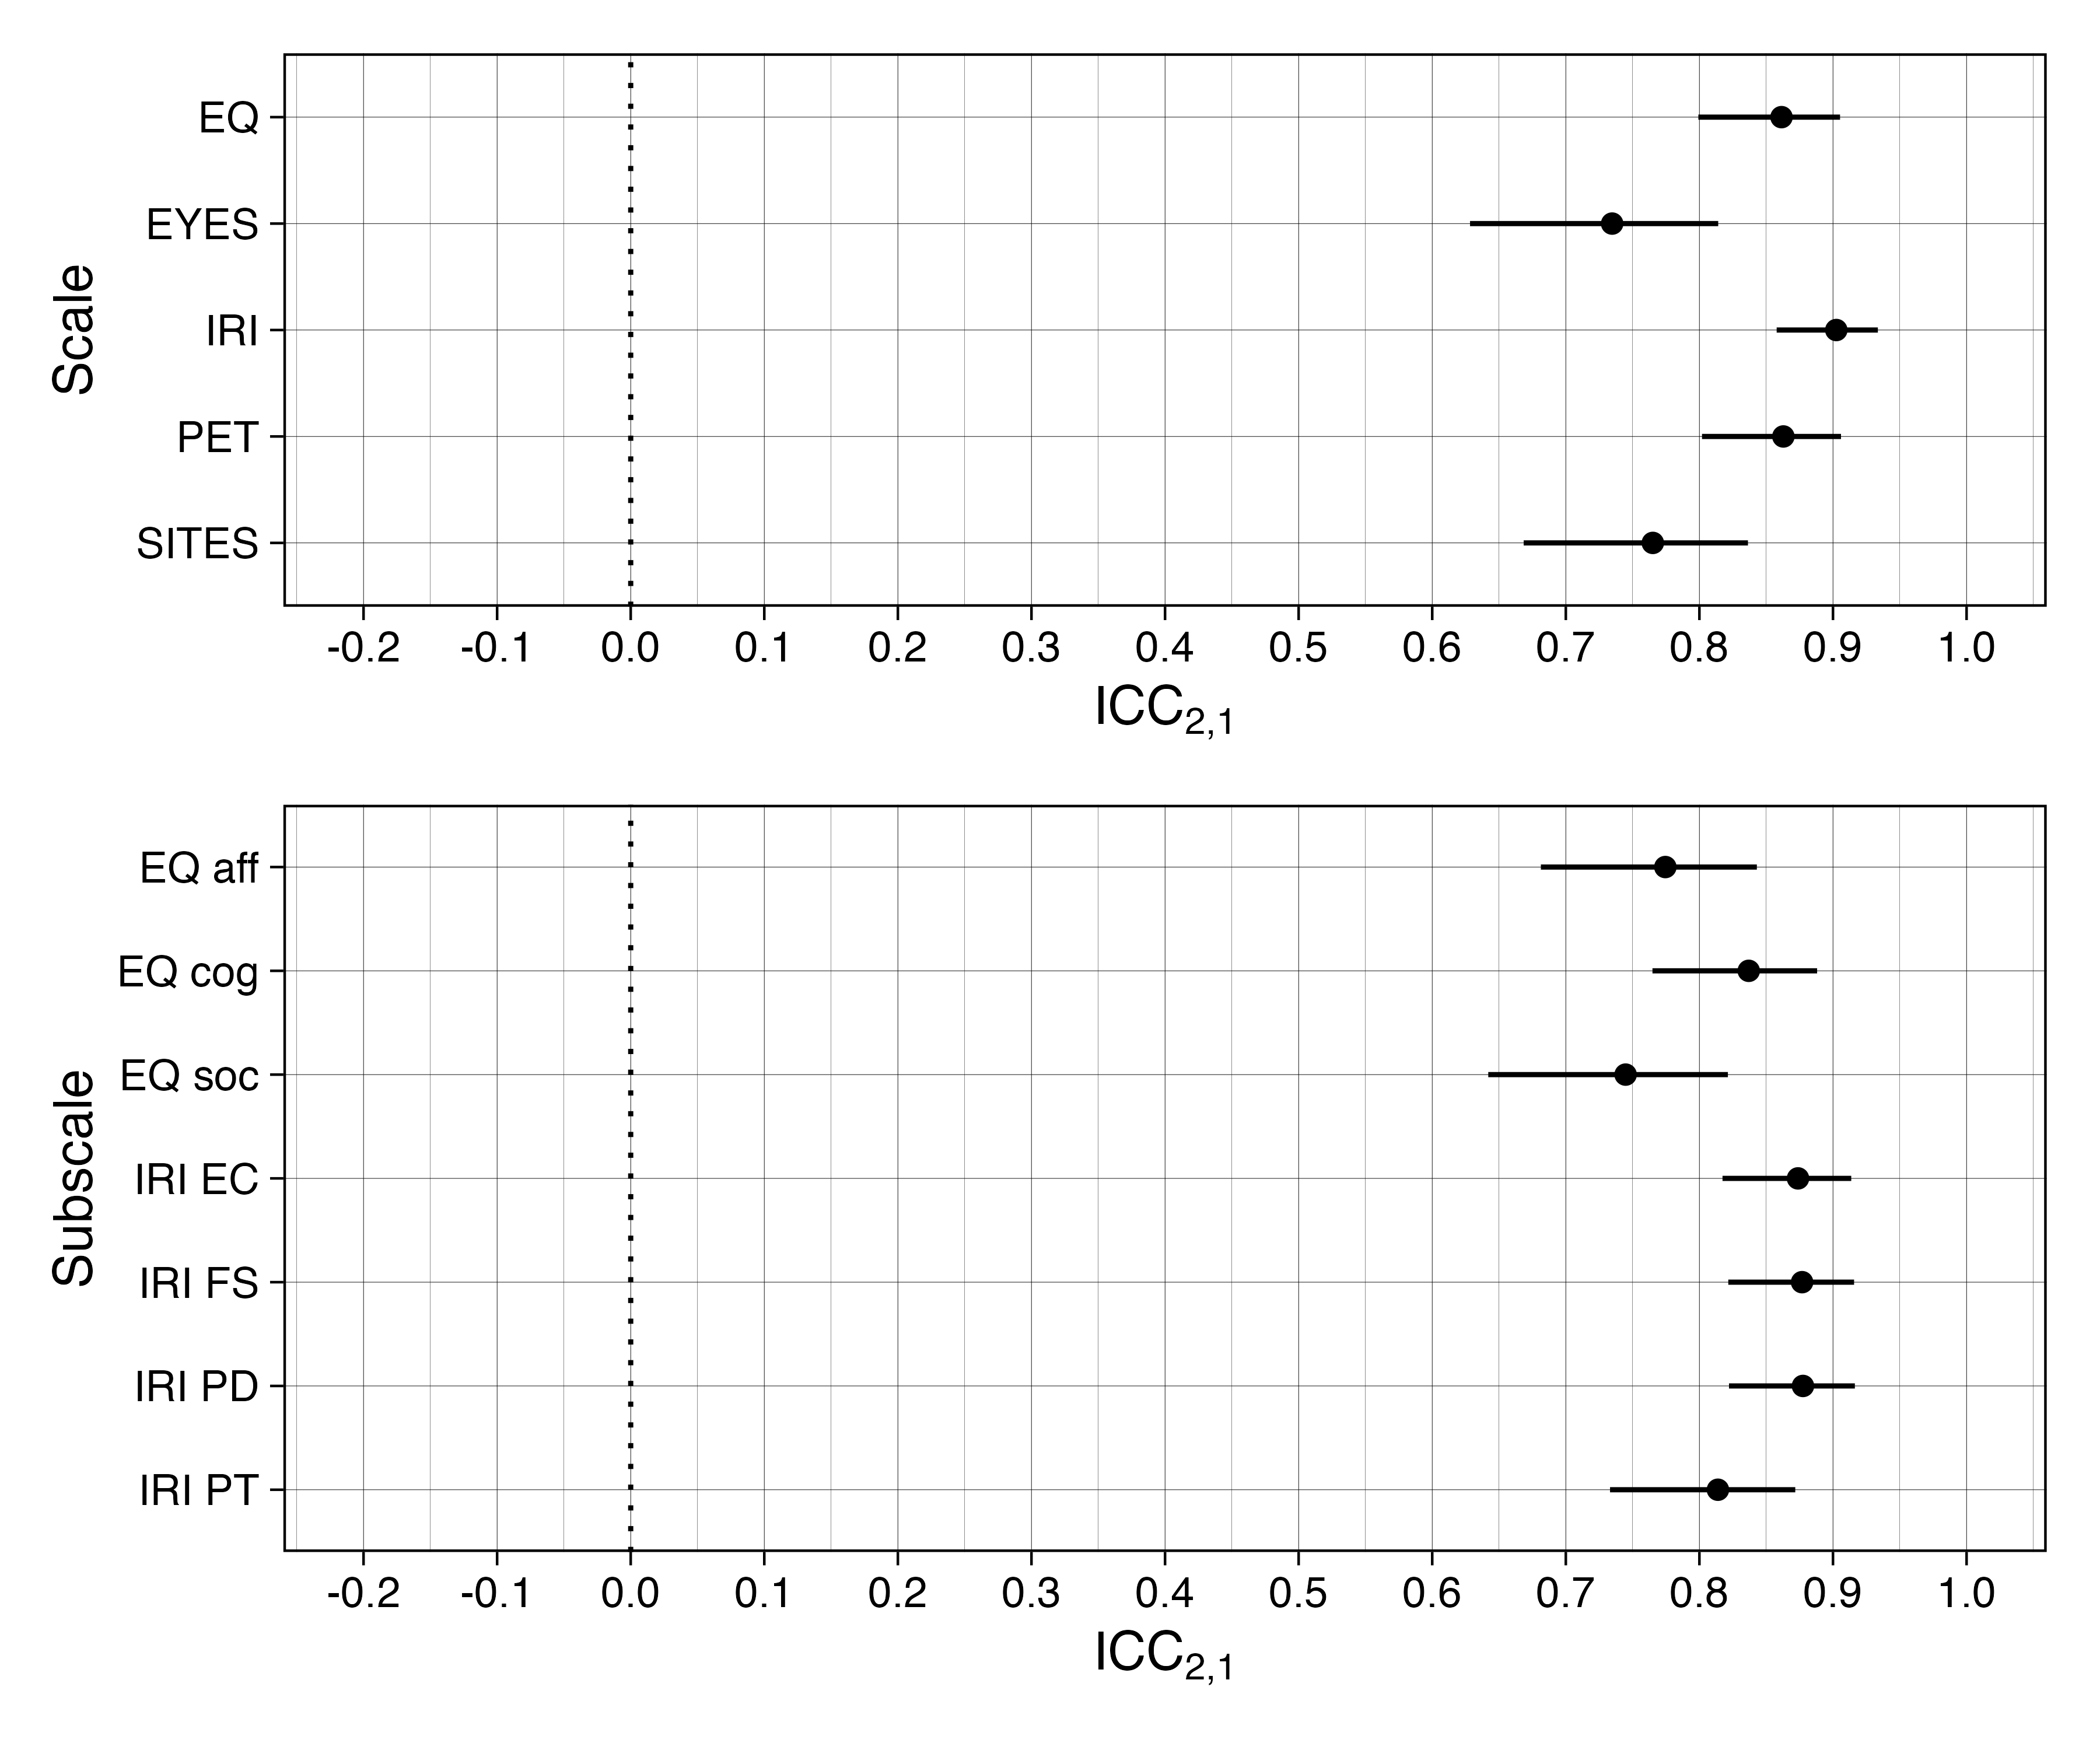 Scale
EQ
EYES
IRI
PET
SITES
-0.2 -0.1 0.0 0.1 0.2 0.3 0.4 0.5 0.6 0.7 0.8 0.9 1.0
ICC2,1
Subscale
EQ aff
EQ cog
EQ soc
IRI EC
IRI FS
IRI PD
IRI PT
-0.2 -0.1 0.0 0.1 0.2 0.3 0.4 0.5 0.6 0.7 0.8 0.9 1.0
ICC2,1